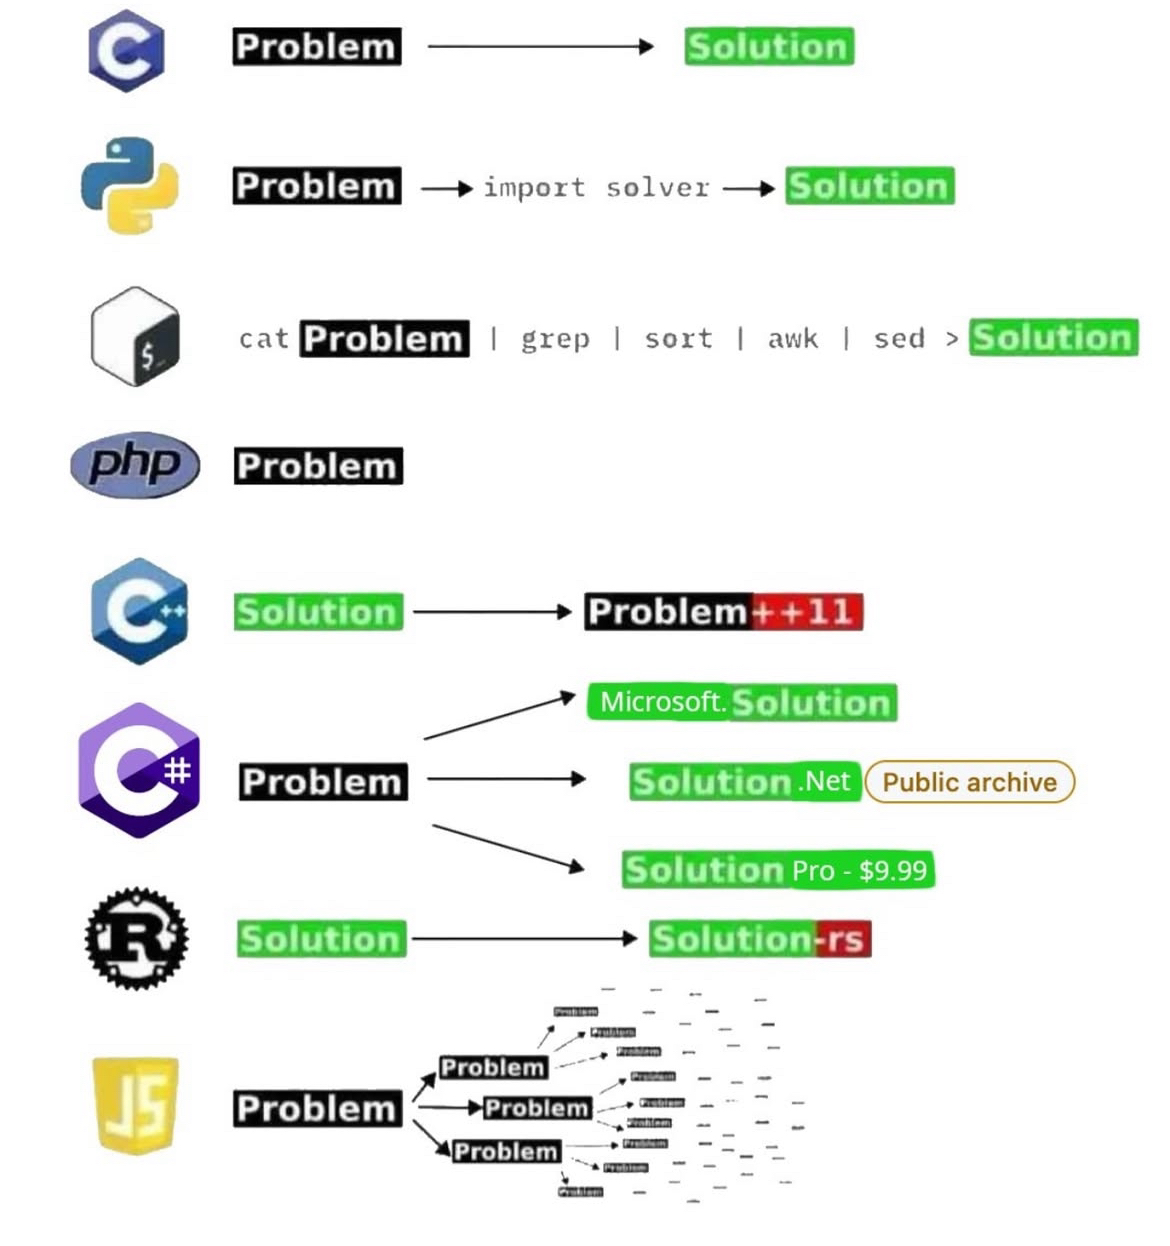 C Problem Solution
Problem import solver Solution
$_ cat Problem | grep | sort | awk | sed > Solution
php Problem
C++ Solution Problem++11
Microsoft.Solution
C# Problem Solution.Net Public archive
Solution Pro - $9.99
R Solution Solution-rs
Problem
Problem
Problem
Problem
Problem
Problem
JS Problem Problem
Problem
Problem
Problem
Problem
Problem
Problem